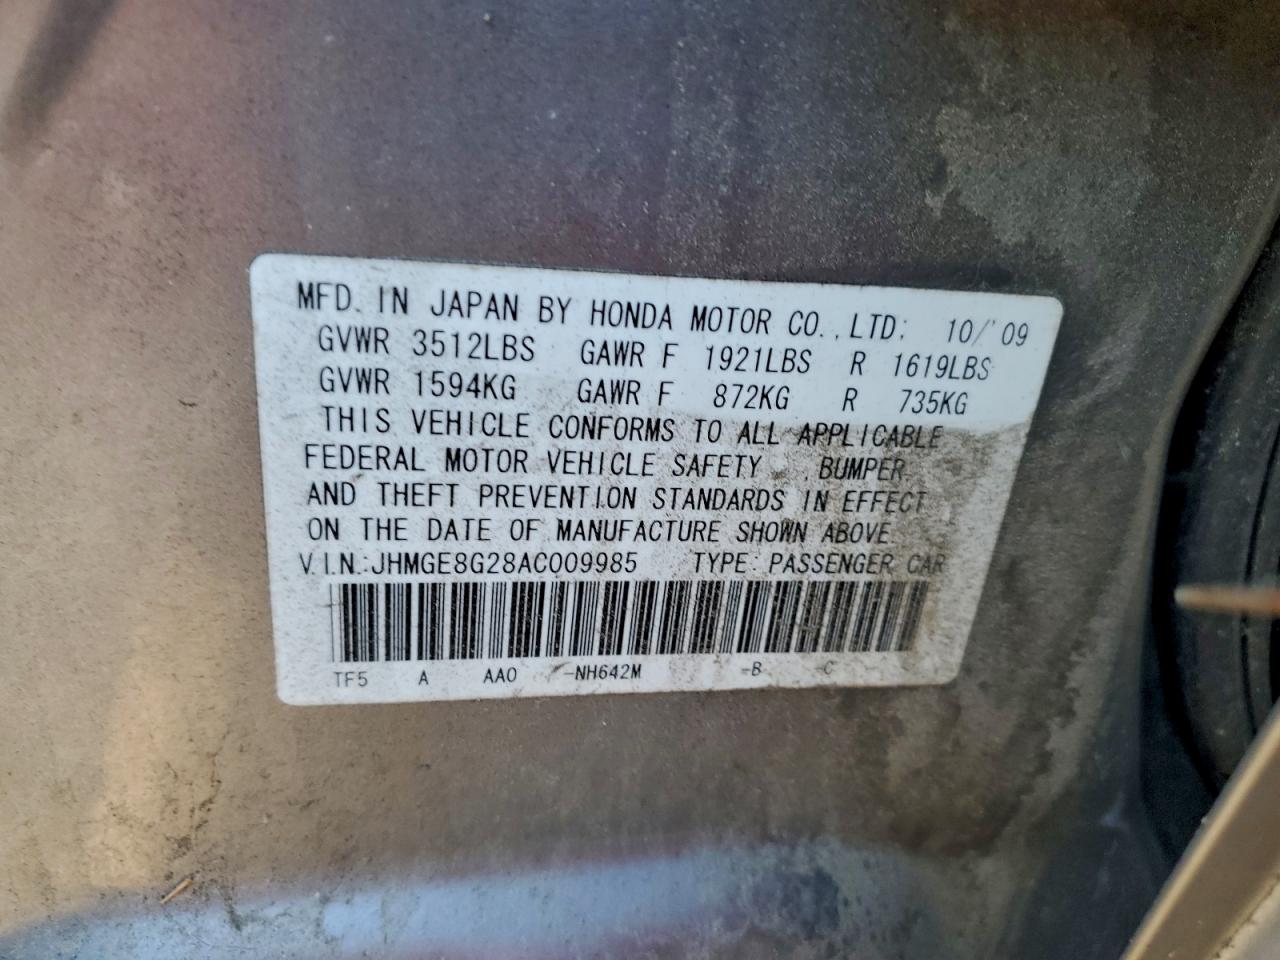 MFD. IN JAPAN BY HONDA MOTOR CO., LTD: 10/'09
GVWR 3512LBS GAWR F 1921LBS R 1619LBS
GVWR 1594KG GAWR F 872KG R 735KG
THIS VEHICLE CONFORMS TO ALL APPLICABLE
FEDERAL MOTOR VEHICLE SAFETY, BUMPER,
AND THEFT PREVENTION STANDARDS IN EFFECT
ON THE DATE OF MANUFACTURE SHOWN ABOVE.
V.I.N.: JHMGE8G28AC009985 TYPE: PASSENGER CAR
TF5 A AA0 -NH642M -B -C